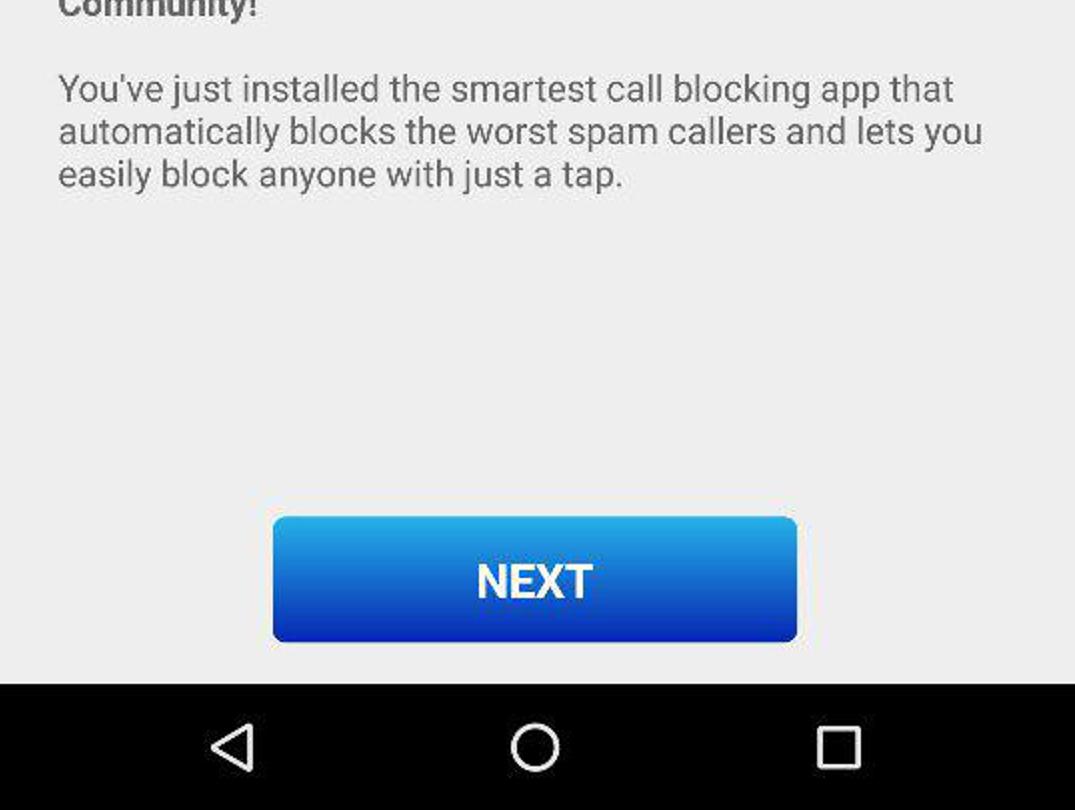 Community!
You've just installed the smartest call blocking app that
automatically blocks the worst spam callers and lets you
easily block anyone with just a tap.
NEXT